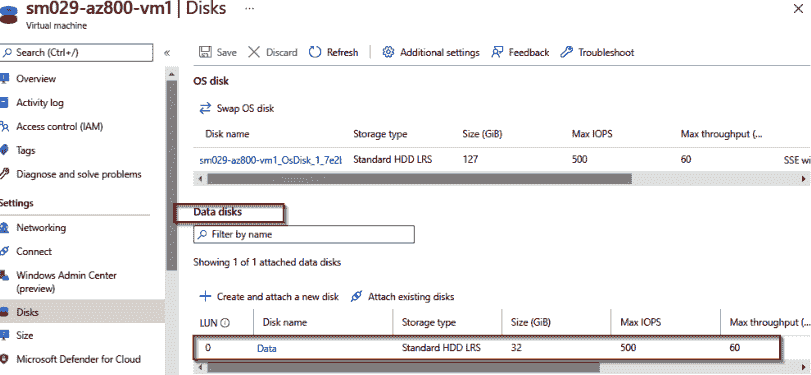 sm029-az800-vm1 | Disks ...
Virtual machine
Search (Ctrl+/)
«
Save Discard Refresh Additional settings Feedback Troubleshoot
Overview
Activity log
Access control (IAM)
Tags
Diagnose and solve problems
Settings
Networking
Connect
Windows Admin Center
(preview)
Disks
Size
Microsoft Defender for Cloud
OS disk
Swap OS disk
Disk name Storage type Size (GiB) Max IOPS Max throughput (...
sm029-az800-vm1_OsDisk_1_7e2l Standard HDD LRS 127 500 60 SSE wi
Data disks
Filter by name
Showing 1 of 1 attached data disks
Create and attach a new disk Attach existing disks
LUN Disk name Storage type Size (GiB) Max IOPS Max throughput (...
0 Data Standard HDD LRS 32 500 60